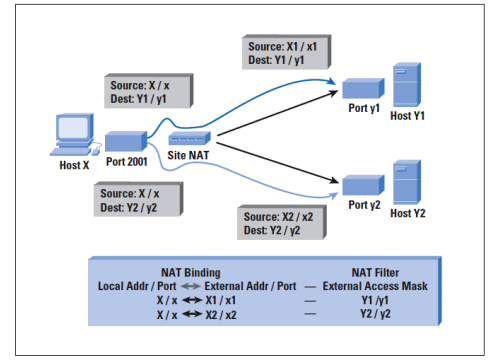 Source: X1 / x1
Dest: Y1 / y1
Source: X / x
Dest: Y1 / y1
Port y1
Host Y1
Host X
Port 2001
Site NAT
Source: X / x
Dest: Y2 / y2
Source: X2 / x2
Dest: Y2 / y2
Port y2
Host Y2
NAT Binding NAT Filter
Local Addr / Port ↔ External Addr / Port — External Access Mask
X / x ↔ X1 / x1 — Y1 /y1
X / x ↔ X2 / x2 — Y2 / y2